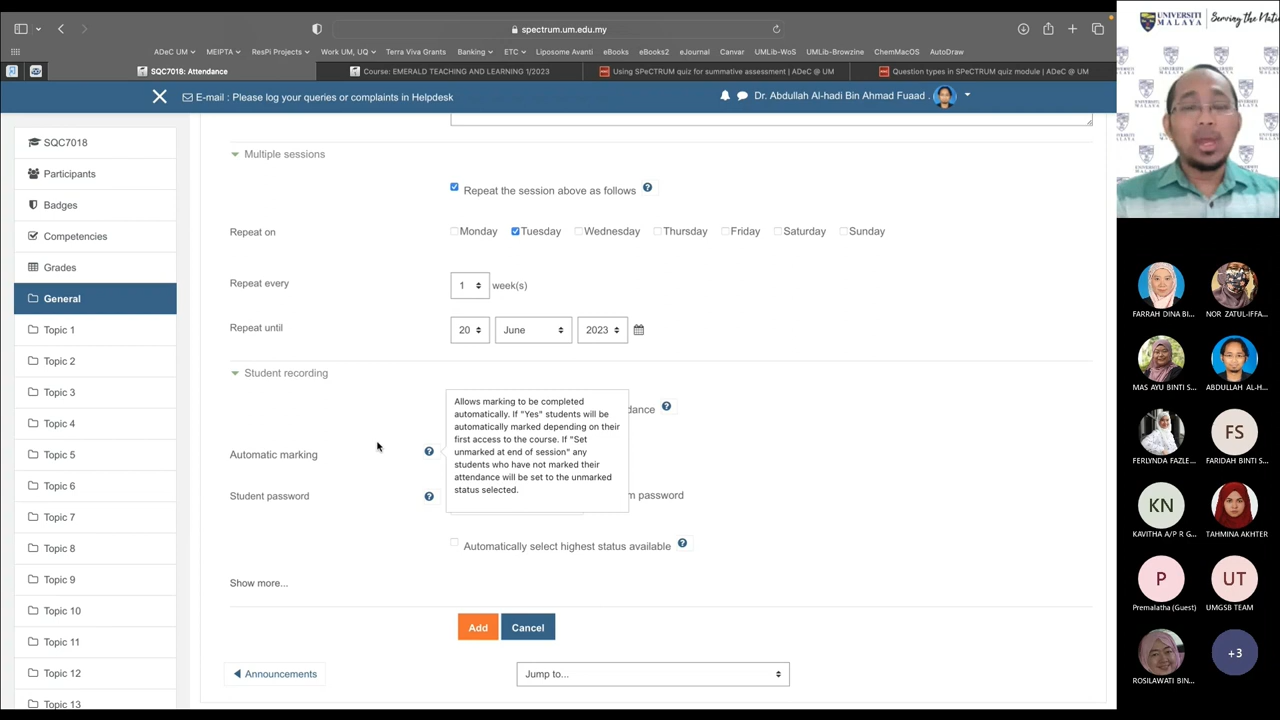 spectrum.um.edu.my
UNIVERSITI
MALAYA
ADeC UM
MEIPTA
ResPi Projects
Work UM, UQ
Terra Viva Grants
Banking
ETC
Liposome Avanti
eBooks
eBooks2
eJournal
Canvar
UMLib-WoS
UMLib-Browzine
ChemMacOS
AutoDraw
SQC7018: Attendance
Course: EMERALD TEACHING AND LEARNING 1/2023
Using SPeCTRUM quiz for summative assessment | ADeC @ UM
Question types in SPeCTRUM quiz module | ADeC @ UM
E-mail : Please log your queries or complaints in Helpdesk
Dr. Abdullah Al-hadi Bin Ahmad Fuaad .
SQC7018
Participants
Badges
Competencies
Grades
General
Topic 1
Topic 2
Topic 3
Topic 4
Topic 5
Topic 6
Topic 7
Topic 8
Topic 9
Topic 10
Topic 11
Topic 12
Topic 13
Multiple sessions
Repeat the session above as follows
Repeat on
Monday Tuesday Wednesday Thursday Friday Saturday Sunday
Repeat every
1 week(s)
Repeat until
20 June 2023
Student recording
Allows marking to be completed
automatically. If "Yes" students will be
automatically marked depending on their
first access to the course. If "Set
unmarked at end of session" any
students who have not marked their
attendance will be set to the unmarked
status selected.
Automatic marking
Student password
password
Automatically select highest status available
Show more...
Add Cancel
Announcements
Jump to...
FARRAH DINA BI...
NOR ZATUL-IFFA...
MAS AYU BINTI S...
ABDULLAH AL-H...
FERLYNDA FAZLE...
FS
FARIDAH BINTI S...
KN
KAVITHA A/P R G...
TAHMINA AKHTER
P
Premalatha (Guest)
UT
UMGSB TEAM
ROSILAWATI BIN...
+3